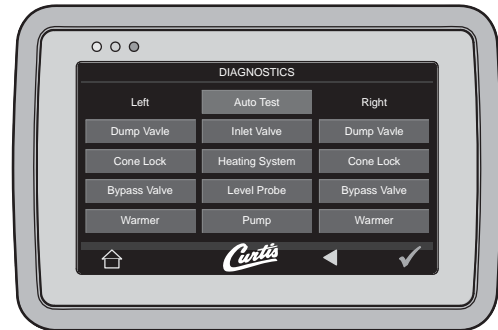 DIAGNOSTICS
Left Auto Test Right
Dump Vavle Inlet Valve Dump Vavle
Cone Lock Heating System Cone Lock
Bypass Valve Level Probe Bypass Valve
Warmer Pump Warmer
Curtis